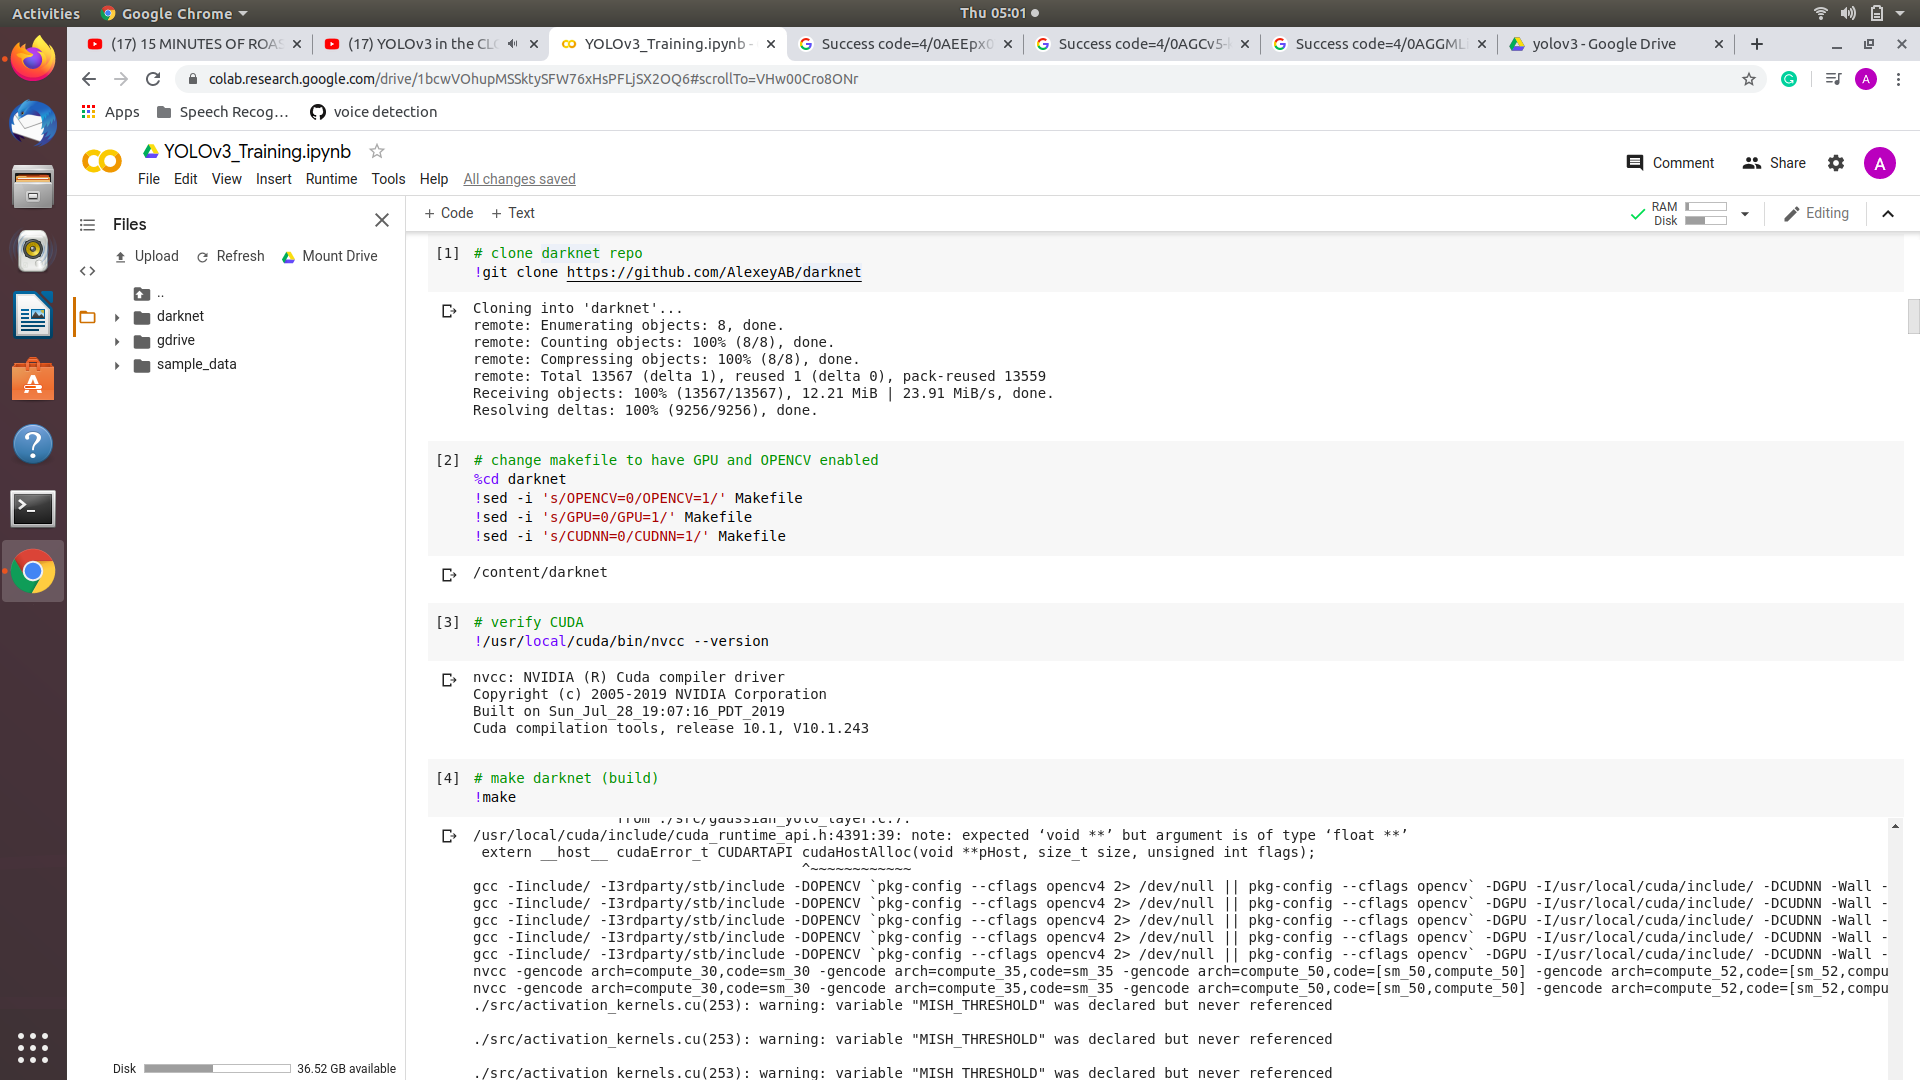 Activities Google Chrome Thu 05:01
(17) 15 MINUTES OF ROAS (17) YOLOv3 in the CLO YOLOv3_Training.ipynb - Success code=4/0AEEpx0 Success code=4/0AGCv5- Success code=4/0AGGML yolov3 - Google Drive
colab.research.google.com/drive/1bcwVOhupMSSktySFW76xHsPFLjSX2OQ6#scrollTo=VHw00Cro8ONr A
Apps Speech Recog... voice detection
YOLOv3_Training.ipynb
File Edit View Insert Runtime Tools Help All changes saved
Comment Share A
Files
Upload Refresh Mount Drive
..
darknet
gdrive
sample_data
Disk 36.52 GB available
+ Code + Text RAM Disk Editing
[1] # clone darknet repo
!git clone https://github.com/AlexeyAB/darknet
Cloning into 'darknet'...
remote: Enumerating objects: 8, done.
remote: Counting objects: 100% (8/8), done.
remote: Compressing objects: 100% (8/8), done.
remote: Total 13567 (delta 1), reused 1 (delta 0), pack-reused 13559
Receiving objects: 100% (13567/13567), 12.21 MiB | 23.91 MiB/s, done.
Resolving deltas: 100% (9256/9256), done.
[2] # change makefile to have GPU and OPENCV enabled
%cd darknet
!sed -i 's/OPENCV=0/OPENCV=1/' Makefile
!sed -i 's/GPU=0/GPU=1/' Makefile
!sed -i 's/CUDNN=0/CUDNN=1/' Makefile
/content/darknet
[3] # verify CUDA
!/usr/local/cuda/bin/nvcc --version
nvcc: NVIDIA (R) Cuda compiler driver
Copyright (c) 2005-2019 NVIDIA Corporation
Built on Sun_Jul_28_19:07:16_PDT_2019
Cuda compilation tools, release 10.1, V10.1.243
[4] # make darknet (build)
!make
from ./src/gaussian_yolo_layer.c:7:
/usr/local/cuda/include/cuda_runtime_api.h:4391:39: note: expected ‘void **’ but argument is of type ‘float **’
extern __host__ cudaError_t CUDARTAPI cudaHostAlloc(void **pHost, size_t size, unsigned int flags);
^~~~~~~~~~~~~
gcc -Iinclude/ -I3rdparty/stb/include -DOPENCV `pkg-config --cflags opencv4 2> /dev/null || pkg-config --cflags opencv` -DGPU -I/usr/local/cuda/include/ -DCUDNN -Wall -
gcc -Iinclude/ -I3rdparty/stb/include -DOPENCV `pkg-config --cflags opencv4 2> /dev/null || pkg-config --cflags opencv` -DGPU -I/usr/local/cuda/include/ -DCUDNN -Wall -
gcc -Iinclude/ -I3rdparty/stb/include -DOPENCV `pkg-config --cflags opencv4 2> /dev/null || pkg-config --cflags opencv` -DGPU -I/usr/local/cuda/include/ -DCUDNN -Wall -
gcc -Iinclude/ -I3rdparty/stb/include -DOPENCV `pkg-config --cflags opencv4 2> /dev/null || pkg-config --cflags opencv` -DGPU -I/usr/local/cuda/include/ -DCUDNN -Wall -
gcc -Iinclude/ -I3rdparty/stb/include -DOPENCV `pkg-config --cflags opencv4 2> /dev/null || pkg-config --cflags opencv` -DGPU -I/usr/local/cuda/include/ -DCUDNN -Wall -
nvcc -gencode arch=compute_30,code=sm_30 -gencode arch=compute_35,code=sm_35 -gencode arch=compute_50,code=[sm_50,compute_50] -gencode arch=compute_52,code=[sm_52,compu
nvcc -gencode arch=compute_30,code=sm_30 -gencode arch=compute_35,code=sm_35 -gencode arch=compute_50,code=[sm_50,compute_50] -gencode arch=compute_52,code=[sm_52,compu
./src/activation_kernels.cu(253): warning: variable "MISH_THRESHOLD" was declared but never referenced
./src/activation_kernels.cu(253): warning: variable "MISH_THRESHOLD" was declared but never referenced
./src/activation_kernels.cu(253): warning: variable "MISH_THRESHOLD" was declared but never referenced